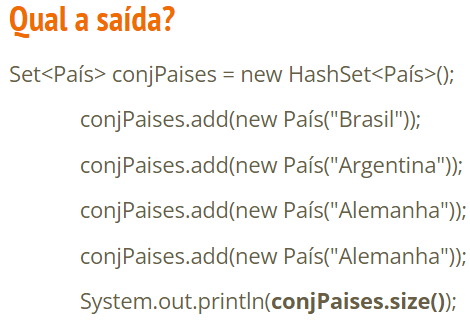 Qual a saída?
Set<País> conjPaises = new HashSet<País>();
conjPaises.add(new País("Brasil"));
conjPaises.add(new País("Argentina"));
conjPaises.add(new País("Alemanha"));
conjPaises.add(new País("Alemanha"));
System.out.println(conjPaises.size());